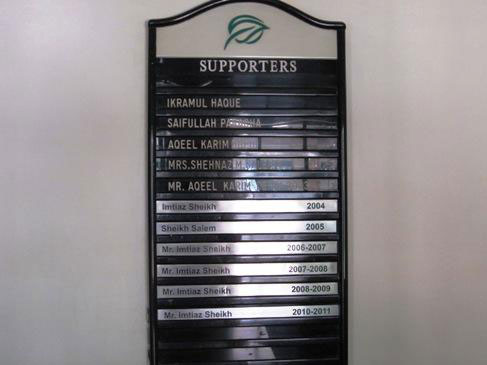 SUPPORTERS
IKRAMUL HAQUE
SAIFULLAH
AQEEL KARIM
MRS.SHEHNAZ
MR. AQEEL KARIM
Imtiaz Sheikh 2004
Sheikh Salem 2005
Mr. Imtiaz Sheikh 2006-2007
Mr. Imtiaz Sheikh 2007-2008
Mr. Imtiaz Sheikh 2008-2009
Mr. Imtiaz Sheikh 2010-2011